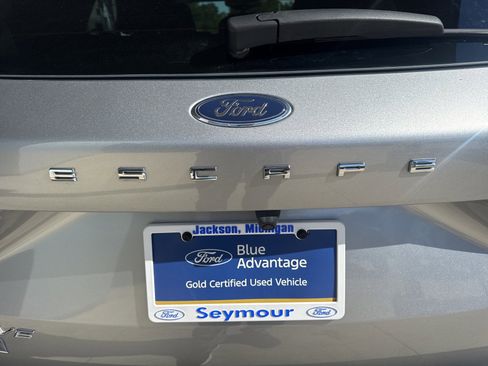 Ford
ESCAPE
Jackson, Michigan
Ford Blue
Advantage
Gold Certified Used Vehicle
Ford Seymour Ford